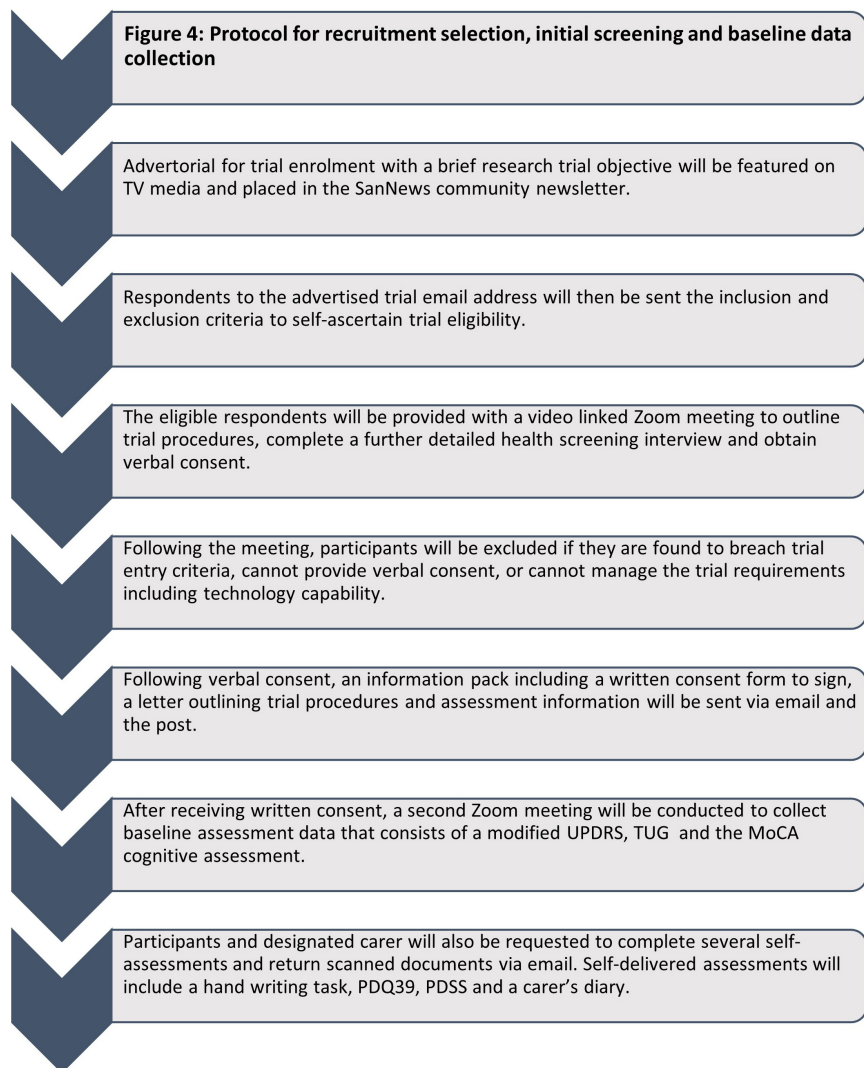 Figure 4: Protocol for recruitment selection, initial screening and baseline data
collection
Advertorial for trial enrolment with a brief research trial objective will be featured on
TV media and placed in the SanNews community newsletter.
Respondents to the advertised trial email address will then be sent the inclusion and
exclusion criteria to self-ascertain trial eligibility.
The eligible respondents will be provided with a video linked Zoom meeting to outline
trial procedures, complete a further detailed health screening interview and obtain
verbal consent.
Following the meeting, participants will be excluded if they are found to breach trial
entry criteria, cannot provide verbal consent, or cannot manage the trial requirements
including technology capability.
Following verbal consent, an information pack including a written consent form to sign,
a letter outlining trial procedures and assessment information will be sent via email and
the post.
After receiving written consent, a second Zoom meeting will be conducted to collect
baseline assessment data that consists of a modified UPDRS, TUG and the MoCA
cognitive assessment.
Participants and designated carer will also be requested to complete several self-
assessments and return scanned documents via email. Self-delivered assessments will
include a hand writing task, PDQ39, PDSS and a carer's diary.